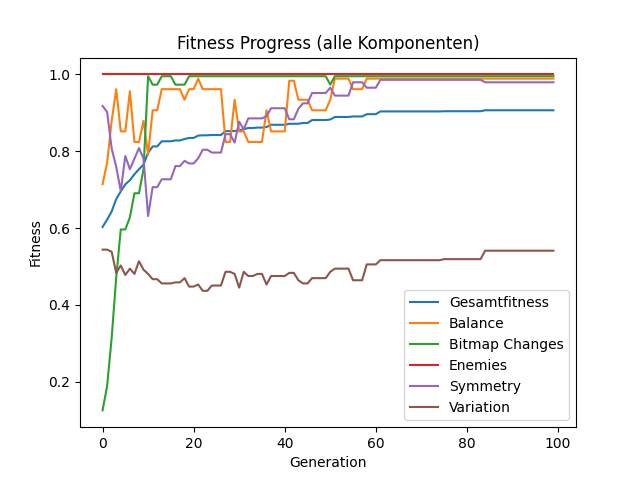 Fitness Progress (alle Komponenten)
Fitness
1.0
0.8
0.6
0.4
0.2
Gesamtfitness
Balance
Bitmap Changes
Enemies
Symmetry
Variation
0 20 40 60 80 100
Generation